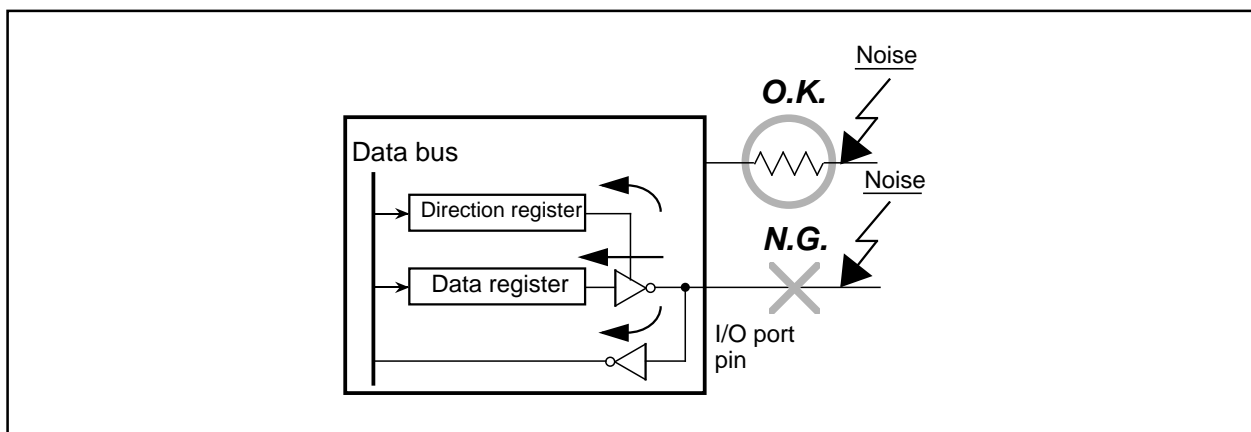 Noise
O.K.
Data bus
Noise
Direction register
N.G.
Data register
I/O port
pin